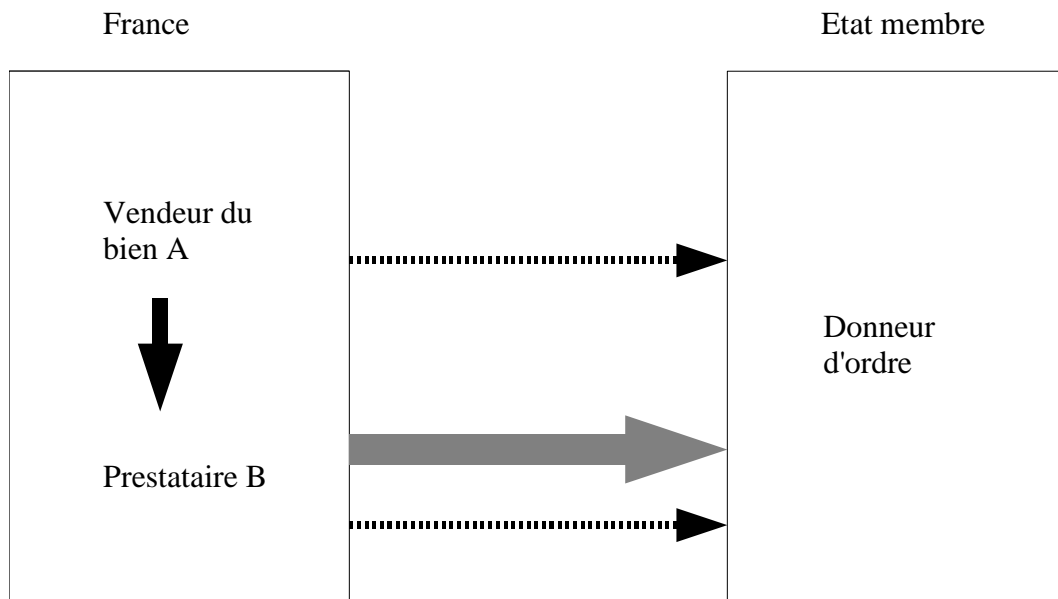 France
Etat membre
Vendeur du
bien A
Donneur
d'ordre
Prestataire B